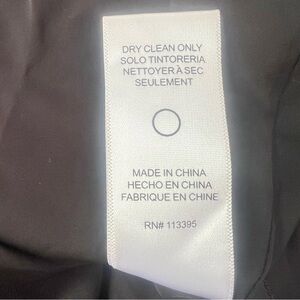 DRY CLEAN ONLY
SOLO TINTORERIA
NETTOYER À SEC
SEULEMENT
MADE IN CHINA
HECHO EN CHINA
FABRIQUE EN CHINE
RN# 113395